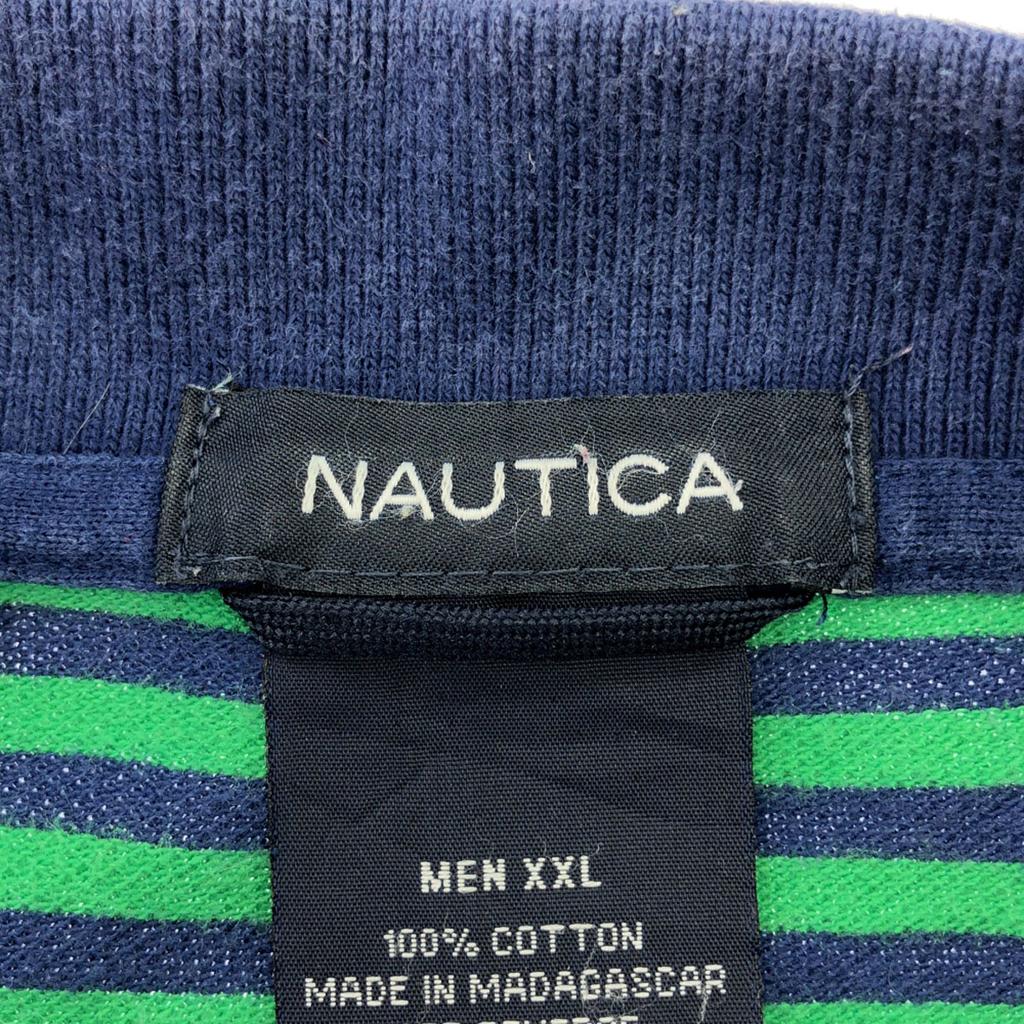 NAUTICA
MEN XXL
100% COTTON
MADE IN MADAGASCAR